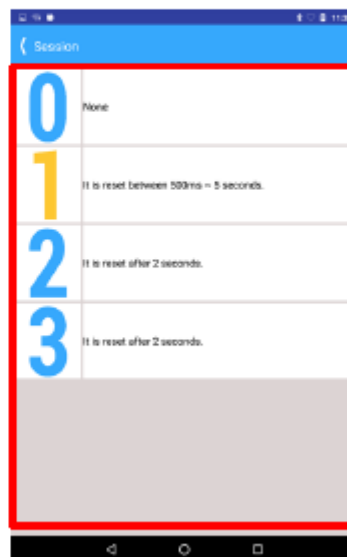 Session
0
None
1
It is reset between 500ms ~ 5 seconds.
2
It is reset after 2 seconds.
3
It is reset after 2 seconds.